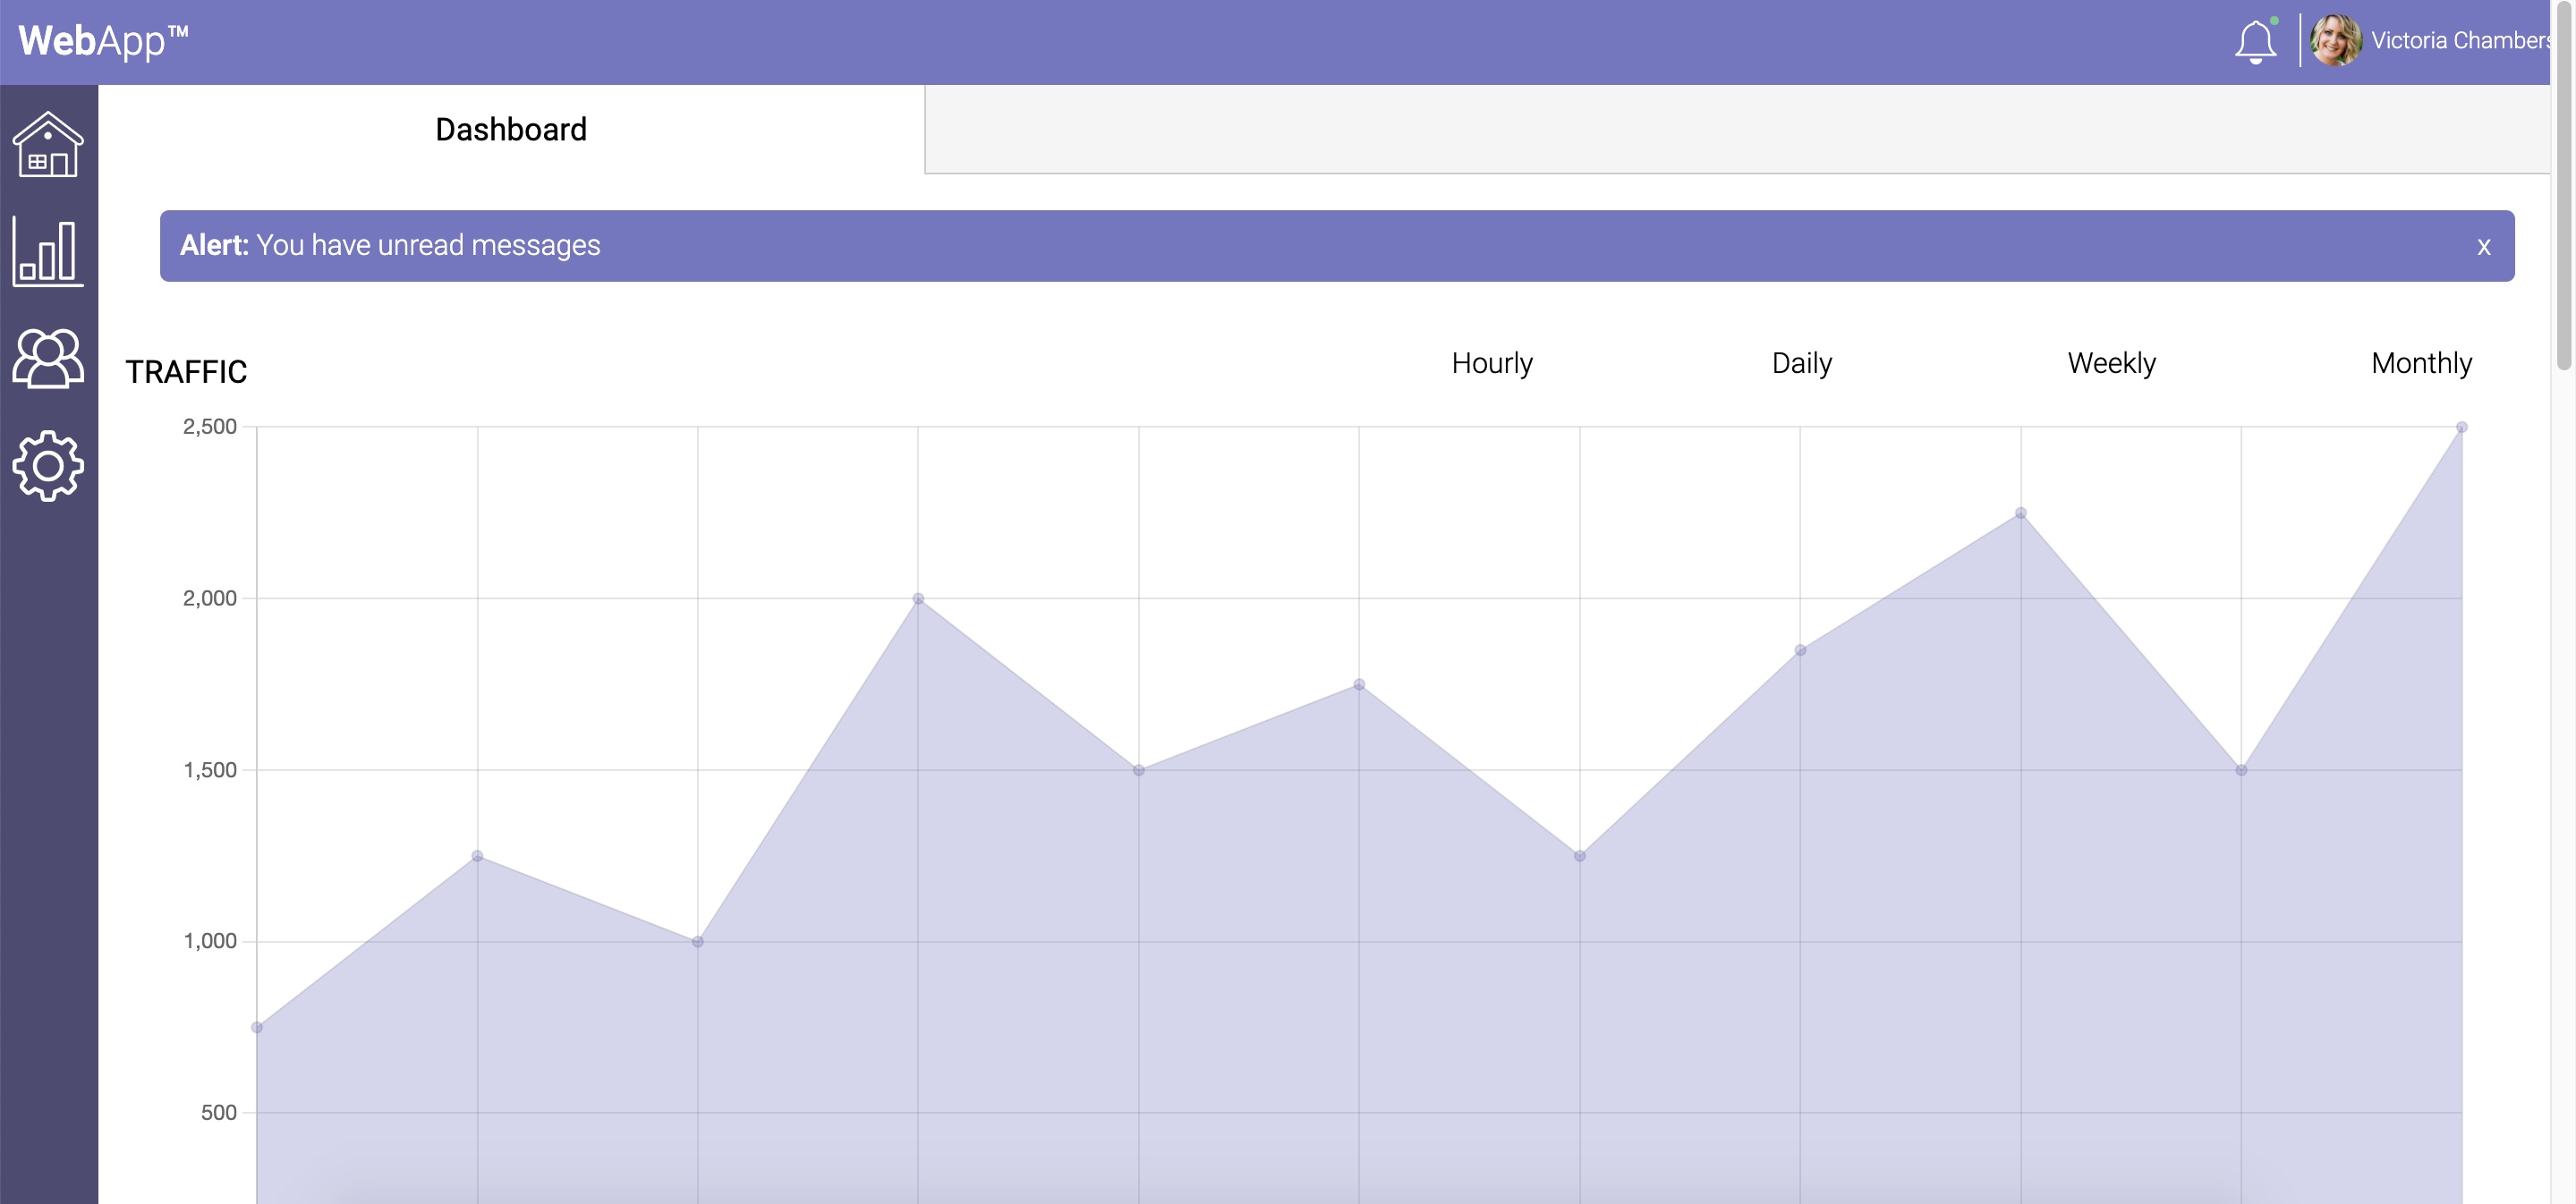 WebApp™
Victoria Chambers
Dashboard
Alert: You have unread messages
x
TRAFFIC
Hourly
Daily
Weekly
Monthly
2,500
2,000
1,500
1,000
500